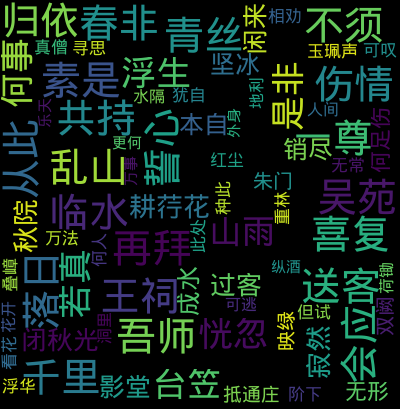 归依
春非
青丝
闲来
相劝
不须
真僧
寻思
玉珮声
可叹
何事
素是
浮生
坚冰
伤情
乐天
水隔
犹自
地利
是非
人间
共持
心
本自
外身
何足伤
从此
更何
销尽
尊
乱山
万事
誓
红尘
无常
朱门
吴苑
临水
耕荇花
种此
重林
秋院
万法
何人
再拜
此处
山雨
喜复
叠嶂
落日
若真
成水
过客
纵酒
送客
荷锄
王祠
可逃
双阙
花开
闭秋光
阁里
吾师
恍忽
映绿
但试
寂然
会应
看花
浮华
千里
影堂
台笠
抵通庄
阶下
无形